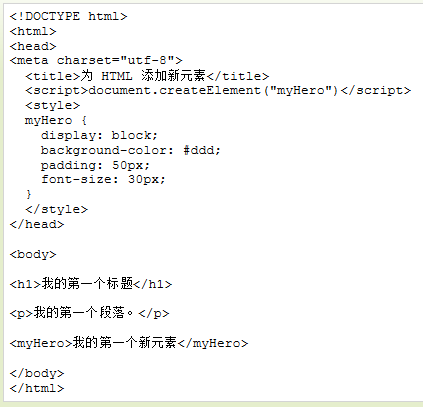 <!DOCTYPE html>
<html>
<head>
<meta charset="utf-8">
  <title>为 HTML 添加新元素</title>
  <script>document.createElement("myHero")</script>
  <style>
  myHero {
    display: block;
    background-color: #ddd;
    padding: 50px;
    font-size: 30px;
  }
  </style>
</head>

<body>

<h1>我的第一个标题</h1>

<p>我的第一个段落。</p>

<myHero>我的第一个新元素</myHero>

</body>
</html>